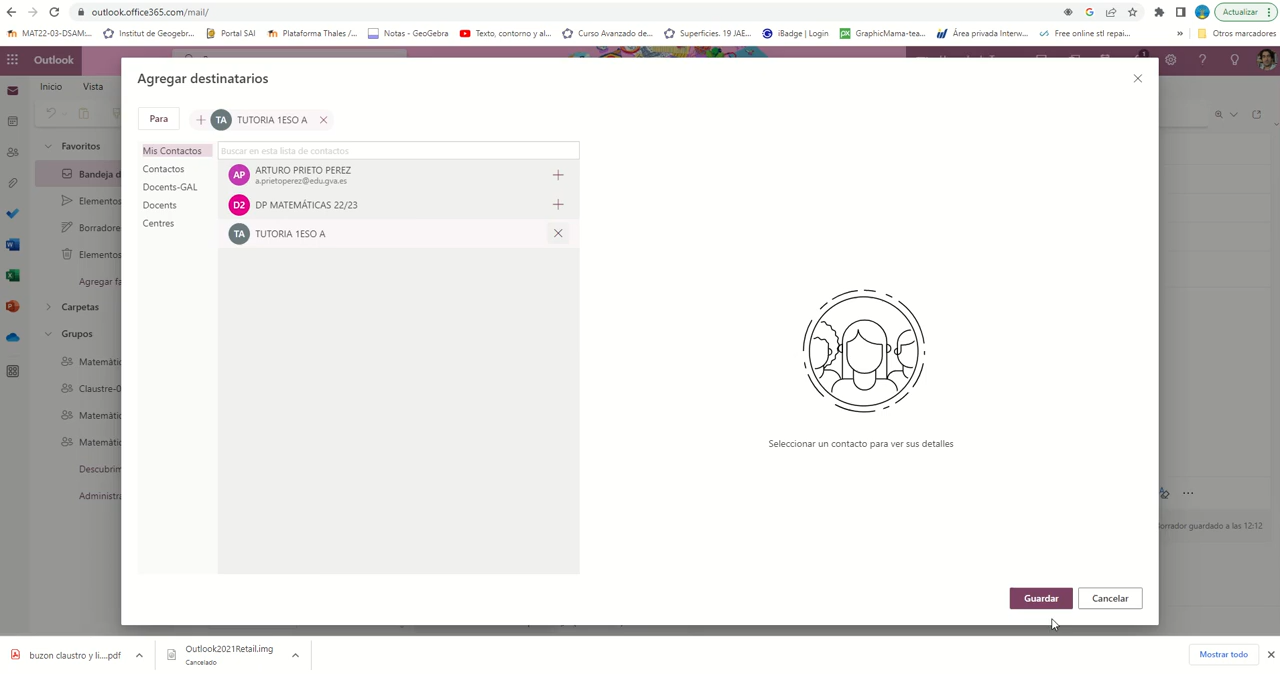 outlook.office365.com/mail/
Actualizar
MAT22-03-DSAM:...
Institut de Geogebr...
Portal SAI
Plataforma Thales /...
Notas - GeoGebra
Texto, contorno y al...
Curso Avanzado de...
Superficies. 19 JAE...
iBadge | Login
GraphicMama-tea...
Área privada Interw...
Free online stl repai...
»
Otros marcadores
Outlook
Agregar destinatarios
Inicio
Vista
Para
TA
TUTORIA 1ESO A
Favoritos
Mis Contactos
Buscar en esta lista de contactos
Bandeja d
Contactos
AP
ARTURO PRIETO PEREZ
a.prietoperez@edu.gva.es
Docents-GAL
Elementos
Docents
D2
DP MATEMÁTICAS 22/23
Borradore
Centres
TA
TUTORIA 1ESO A
Elementos
Agregar fa
Carpetas
Grupos
Matemátic
Claustre-0
Matemátic
Matemátic
Seleccionar un contacto para ver sus detalles
Descubrim
Administra
Borrador guardado a las 12:12
Guardar
Cancelar
buzon claustro y li....pdf
Outlook2021Retail.img
Cancelado
Mostrar todo